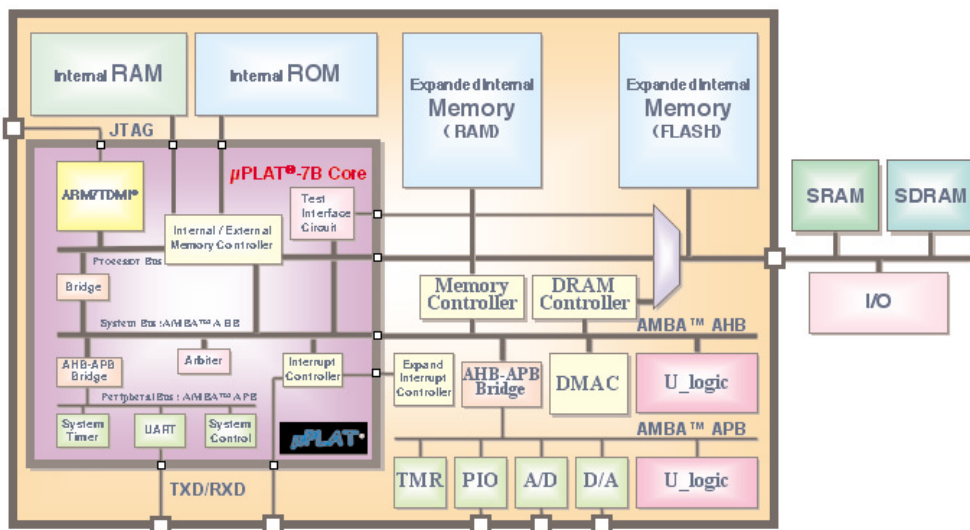 Internal RAM
Internal ROM
Expanded Internal
Memory
(RAM)
Expanded Internal
Memory
(FLASH)
JTAG
μPLAT®-7B Core
ARM7TDMI®
Test
Interface
Circuit
Internal / External
Memory Controller
SRAM
SDRAM
Processor Bus
Bridge
Memory
Controller
DRAM
Controller
I/O
System Bus : AMBA™ AHB
AMBA™ AHB
AHB-APB
Bridge
Arbiter
Interrupt
Controller
Expand
Interrupt
Controller
AHB-APB
Bridge
DMAC
U_logic
Peripheral Bus : AMBA™ APB
System
Timer
UART
System
Control
μPLAT®
AMBA™ APB
TMR
PIO
A/D
D/A
U_logic
TXD/RXD